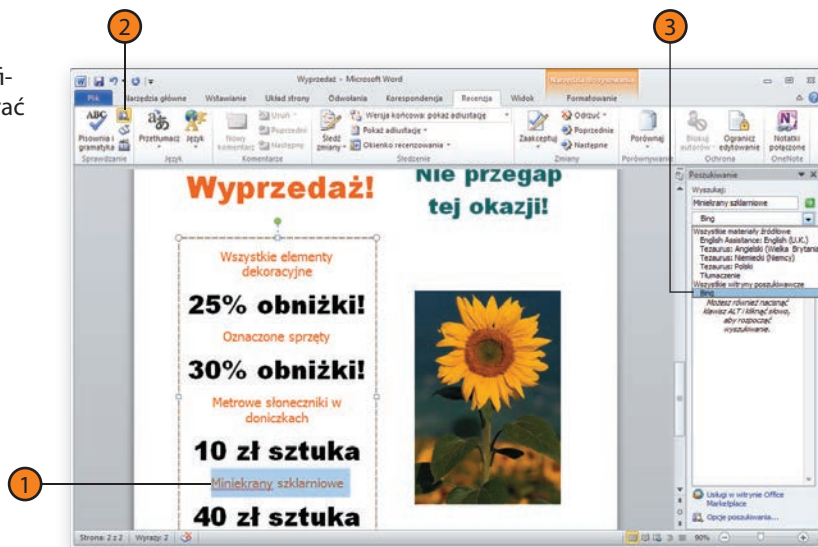 2
3
fi-
ać
Wyprzedaż - Microsoft Word
Plik Narzędzia główne Wstawianie Układ strony Odwołania Korespondencja Recenzja Widok Formatowanie
ABC
Pisownia i gramatyka
Przetłumacz Język
Nowy komentarz
Usuń
Poprzedni
Następne
Śledź zmiany
Wersja końcowa: pokaż adiustację
Pokaż adiustację
Okienko recenzowania
Zaakceptuj
Odrzuć
Poprzednie
Następne
Porównaj
Blokuj autorów
Ogranicz edytowanie
Notatki połączone
Sprawdzanie Język Komentarze Śledzenie Zmiany Porównywanie Ochrona OneNote
Wyprzedaż!
Nie przegap
tej okazji!
Wszystkie elementy
dekoracyjne
25% obniżki!
Oznaczone sprzęty
30% obniżki!
Metrowe słoneczniki w
doniczkach
10 zł sztuka
1
Miniekrany szklarniowe
40 zł sztuka
Poszukiwanie
Wyszukaj:
Miniekrany szklarniowe
Bing
Wszystkie materiały źródłowe
English Assistance: English (U.K.)
Tezaurus: Angielski (Wielka Brytania
Tezaurus: Niemiecki (Niemcy)
Tezaurus: Polski
Tłumaczenie
Wszystkie witryny poszukiwawcze
Bing
Możesz również nacisnąć
klawisz ALT i kliknąć słowo,
aby rozpocząć
wyszukiwanie.
Usługi w witrynie Office
Marketplace
Opcje poszukiwania...
Strona: 2 z 2 Wyrazy: 2
90%